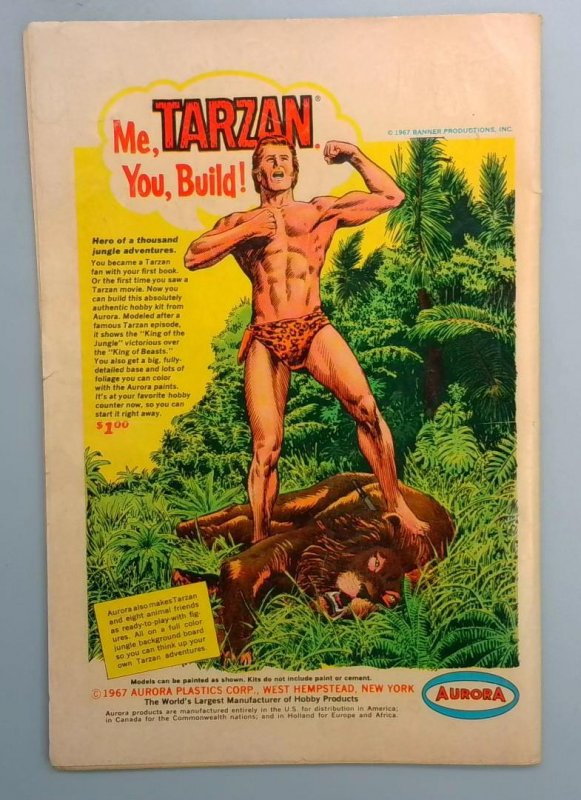 Me, TARZAN®.
You, Build!
© 1967 BANNER PRODUCTIONS, INC.
Hero of a thousand
jungle adventures.
You became a Tarzan
fan with your first book.
Or the first time you saw a
Tarzan movie. Now you
can build this absolutely
authentic hobby kit from
Aurora. Modeled after a
famous Tarzan episode,
it shows the "King of the
Jungle" victorious over
the "King of Beasts."
You also get a big, fully-
detailed base and lots of
foliage you can color
with the Aurora paints.
It's at your favorite hobby
counter now, so you can
start it right away.
$1.00
Aurora also makes Tarzan
and eight animal friends
as ready-to-play-with fig-
ures. All on a full color
jungle background board
so you can think up your
own Tarzan adventures.
Models can be painted as shown. Kits do not include paint or cement.
© 1967 AURORA PLASTICS CORP., WEST HEMPSTEAD, NEW YORK
The World's Largest Manufacturer of Hobby Products
Aurora products are manufactured entirely in the U.S. for distribution in America;
in Canada for the Commonwealth nations; and in Holland for Europe and Africa.
AURORA